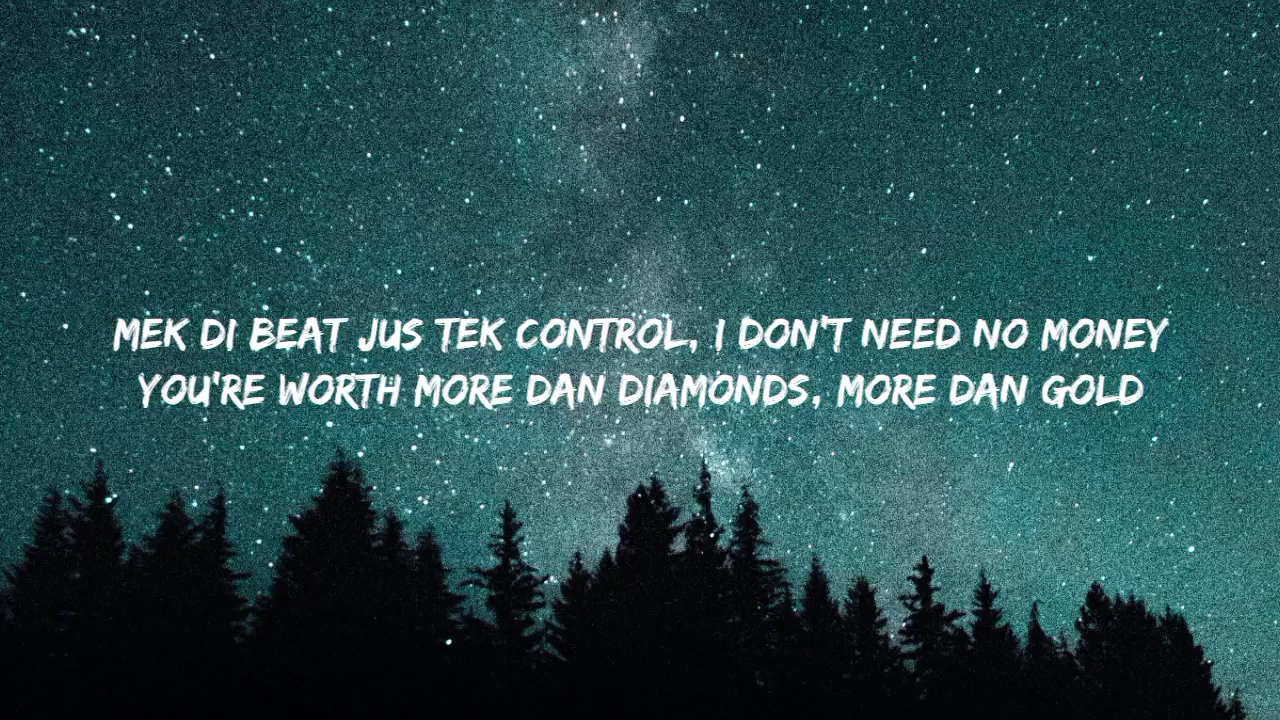 MEK DI BEAT JUS TEK CONTROL, I DON'T NEED NO MONEY
YOU'RE WORTH MORE DAN DIAMONDS, MORE DAN GOLD